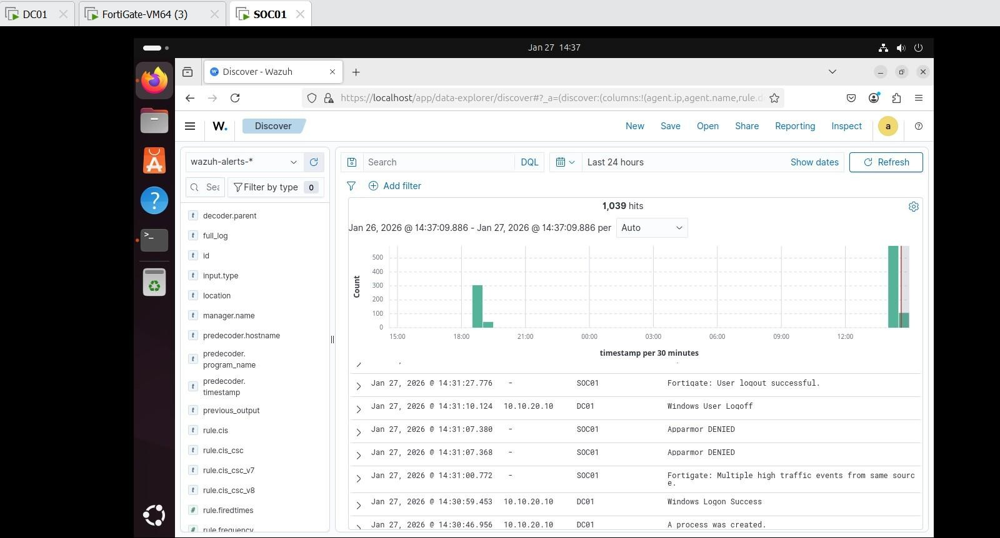 DC01
FortiGate-VM64 (3)
SOC01
Jan 27 14:37
Discover - Wazuh
https://localhost/app/data-explorer/discover#?_a=(discover:(columns:!(agent.ip,agent.name,rule.d
W.
Discover
New
Save
Open
Share
Reporting
Inspect
a
wazuh-alerts-*
Search
DQL
Last 24 hours
Show dates
Refresh
Sea
Filter by type 0
Add filter
t decoder.parent
t full_log
t id
t input.type
t location
t manager.name
t predecoder.hostname
t predecoder.
program_name
t predecoder.
timestamp
t previous_output
t rule.cis
t rule.cis_csc
t rule.cis_csc_v7
t rule.cis_csc_v8
# rule.firedtimes
rule.frequency
1,039 hits
Jan 26, 2026 @ 14:37:09.886 - Jan 27, 2026 @ 14:37:09.886 per
Auto
Count
500
400
300
200
100
0
15:00 18:00 21:00 00:00 03:00 06:00 09:00 12:00
timestamp per 30 minutes
Jan 27, 2026 @ 14:31:27.776 - SOC01 Fortigate: User logout successful.
Jan 27, 2026 @ 14:31:10.124 10.10.20.10 DC01 Windows User Logoff
Jan 27, 2026 @ 14:31:07.380 - SOC01 Apparmor DENIED
Jan 27, 2026 @ 14:31:07.368 - SOC01 Apparmor DENIED
Jan 27, 2026 @ 14:31:00.772 - SOC01 Fortigate: Multiple high traffic events from same sourc
e.
Jan 27, 2026 @ 14:30:59.453 10.10.20.10 DC01 Windows Logon Success
Jan 27, 2026 @ 14:30:46.956 10.10.20.10 DC01 A process was created.